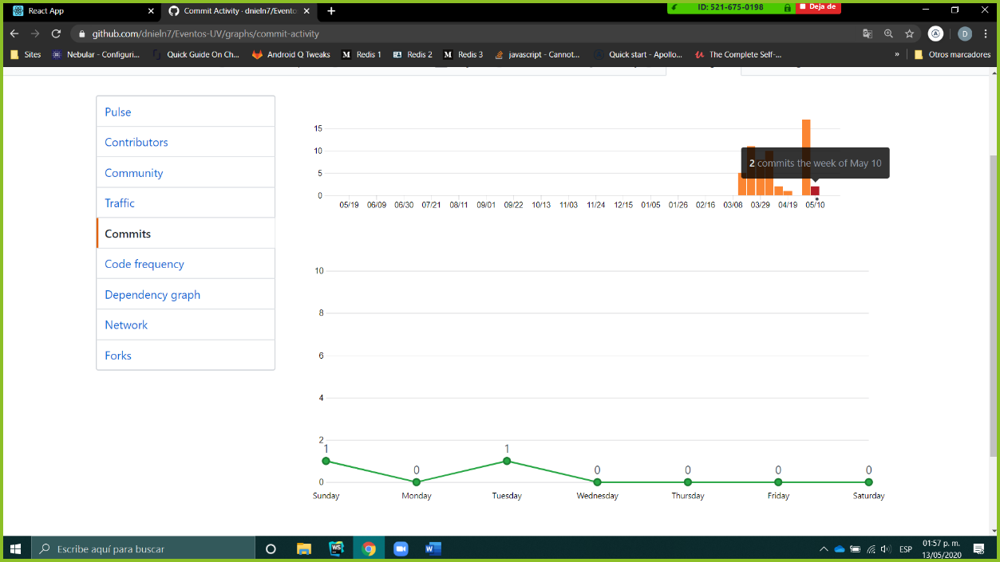 React App
Commit Activity · dnieln7/Evento
ID: 521-675-0198
Deja de
github.com/dnieln7/Eventos-UV/graphs/commit-activity
D
Sites
Nebular - Configuri...
Quick Guide On Ch...
Android Q Tweaks
Redis 1
Redis 2
Redis 3
javascript - Cannot...
Quick start - Apollo...
The Complete Self-...
»
Otros marcadores
Pulse
Contributors
Community
Traffic
Commits
Code frequency
Dependency graph
Network
Forks
15
10
5
0
2 commits the week of May 10
05/19 06/09 06/30 07/21 08/11 09/01 09/22 10/13 11/03 11/24 12/15 01/05 01/26 02/16 03/08 03/29 04/19 05/10
10
8
6
4
2
0
1 0 1 0 0 0 0
Sunday Monday Tuesday Wednesday Thursday Friday Saturday
Escribe aquí para buscar
ESP
01:57 p. m.
13/05/2020